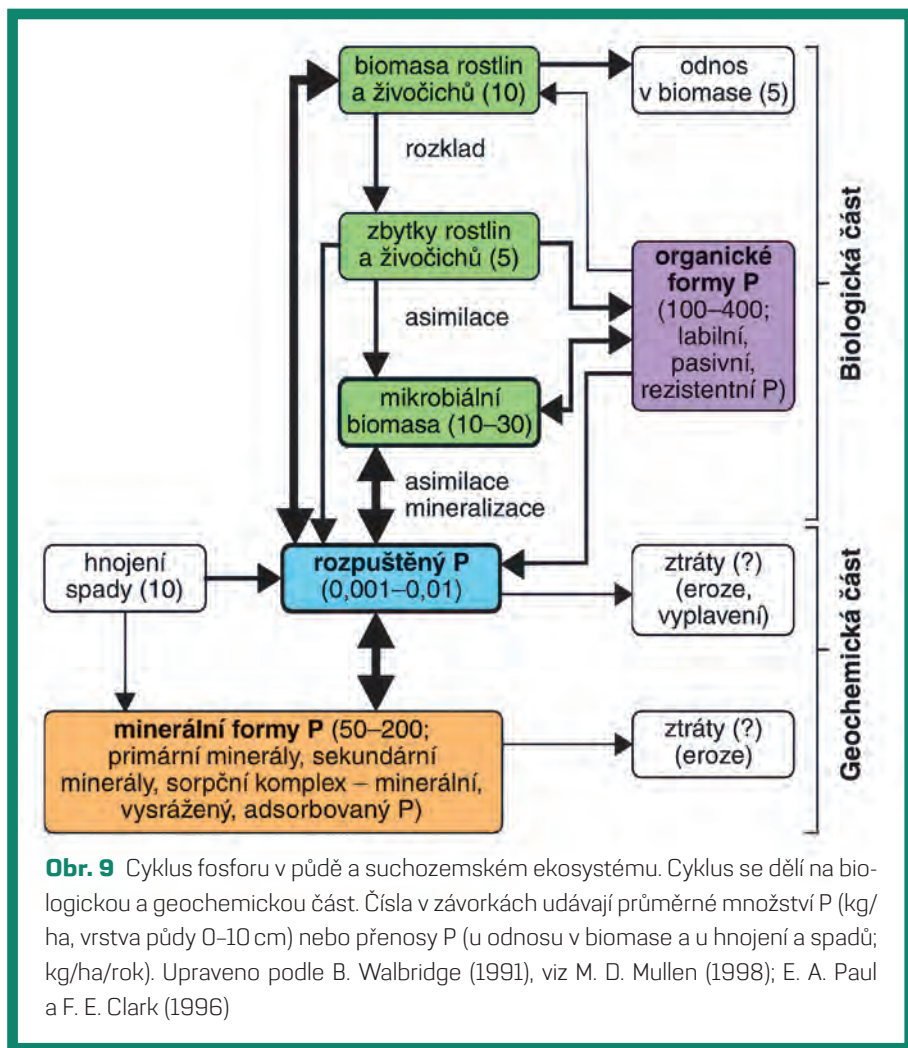 biomasa rostlin
a živočichů (10)
odnos
v biomase (5)
rozklad
zbytky rostlin
a živočichů (5)
organické
formy P
(100–400;
labilní,
pasivní,
rezistentní P)
asimilace
mikrobiální
biomasa (10–30)
asimilace
mineralizace
Biologická část
hnojení
spady (10)
rozpuštěný P
(0,001–0,01)
ztráty (?)
(eroze,
vyplavení)
minerální formy P (50–200;
primární minerály, sekundární
minerály, sorpční komplex – minerální,
vysrážený, adsorbovaný P)
ztráty (?)
(eroze)
Geochemická část
Obr. 9 Cyklus fosforu v půdě a suchozemském ekosystému. Cyklus se dělí na bio-
logickou a geochemickou část. Čísla v závorkách udávají průměrné množství P (kg/
ha, vrstva půdy 0–10 cm) nebo přenosy P (u odnosu v biomase a u hnojení a spadů;
kg/ha/rok). Upraveno podle B. Walbridge (1991), viz M. D. Mullen (1998); E. A. Paul
a F. E. Clark (1996)